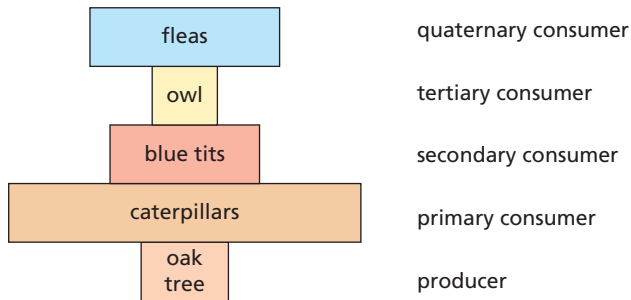 fleas quaternary consumer
owl tertiary consumer
blue tits secondary consumer
caterpillars primary consumer
oak
tree producer